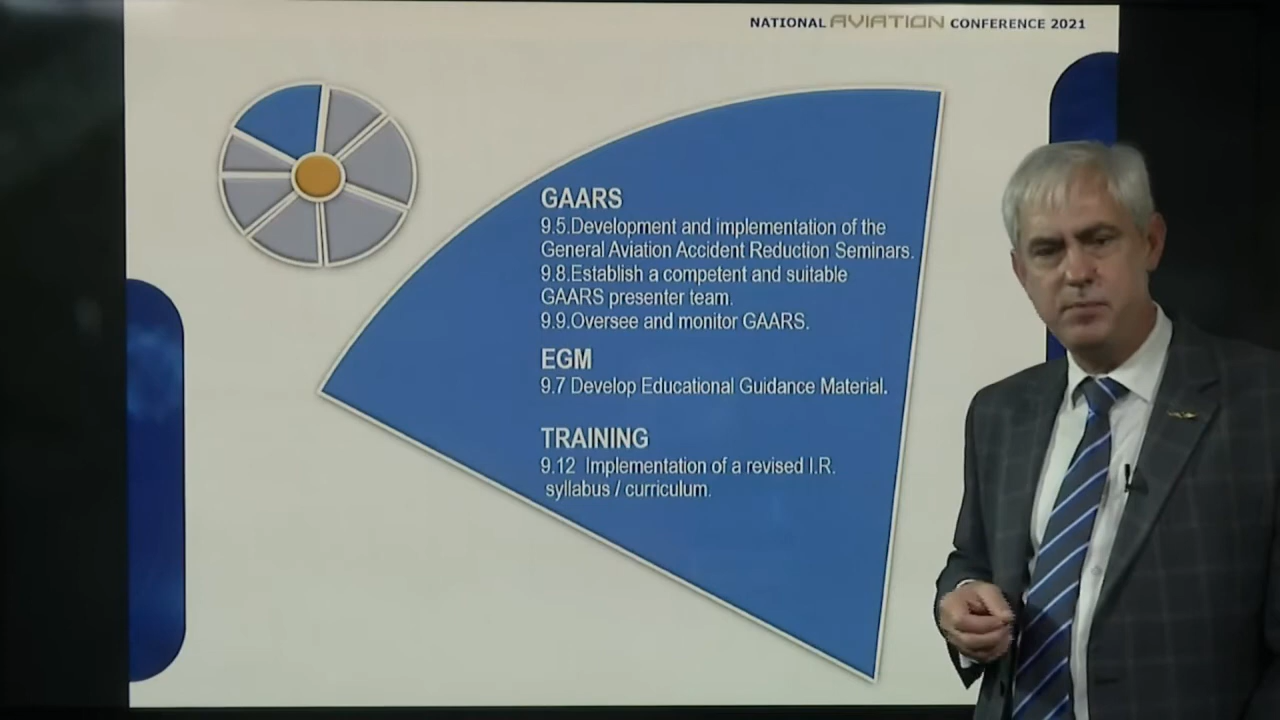 NATIONAL AVIATION CONFERENCE 2021
GAARS
9.5.Development and implementation of the
General Aviation Accident Reduction Seminars.
9.8.Establish a competent and suitable
GAARS presenter team.
9.9.Oversee and monitor GAARS.
EGM
9.7 Develop Educational Guidance Material.
TRAINING
9.12 Implementation of a revised I.R.
syllabus / curriculum.